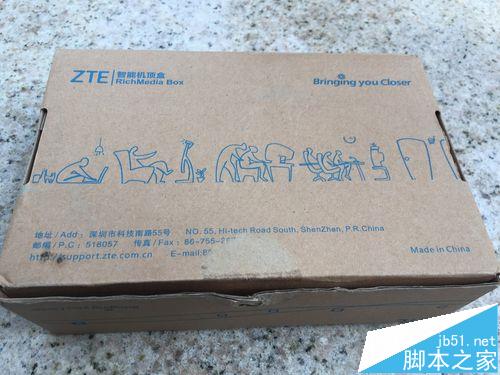 ZTE 智能机顶盒
RichMedia Box
Bringing you Closer
地址/Add: 深圳市科技南路55号 NO. 55, Hi-tech Road South, ShenZhen, P.R.China
邮编/P.C: 518057 传真/Fax: 86-755-26
http://support.zte.com.cn E-mail:
Made in China
jb51.net
脚本之家